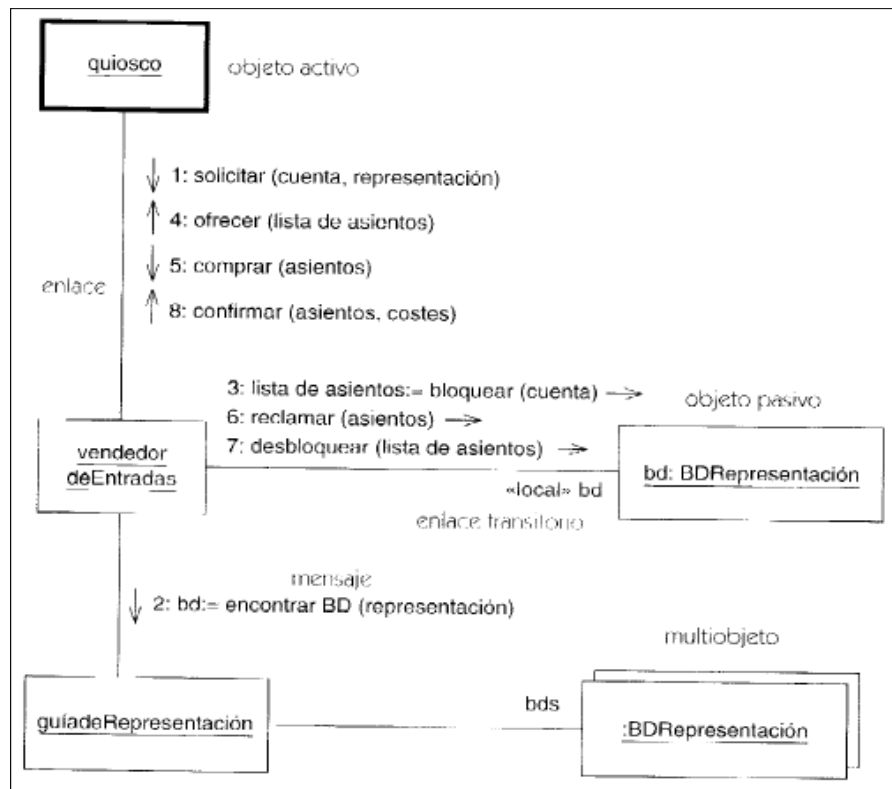 quiosco
objeto activo
1: solicitar (cuenta, representación)
4: ofrecer (lista de asientos)
5: comprar (asientos)
enlace
8: confirmar (asientos, costes)
3: lista de asientos:= bloquear (cuenta)
6: reclamar (asientos)
7: desbloquear (lista de asientos)
objeto pasivo
vendedor
deEntradas
bd: BDRepresentación
«local» bd
enlace transitorio
mensaje
2: bd:= encontrar BD (representación)
multiobjeto
guíadeRepresentación
bds
:BDRepresentación